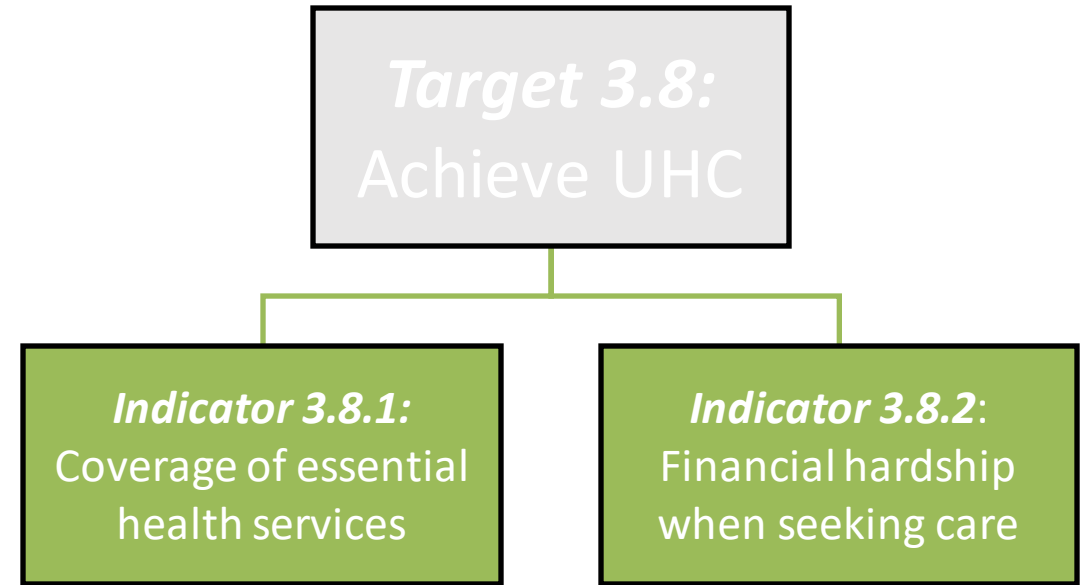 Target 3.8:
Achieve UHC
Indicator 3.8.1:
Coverage of essential
health services
Indicator 3.8.2:
Financial hardship
when seeking care